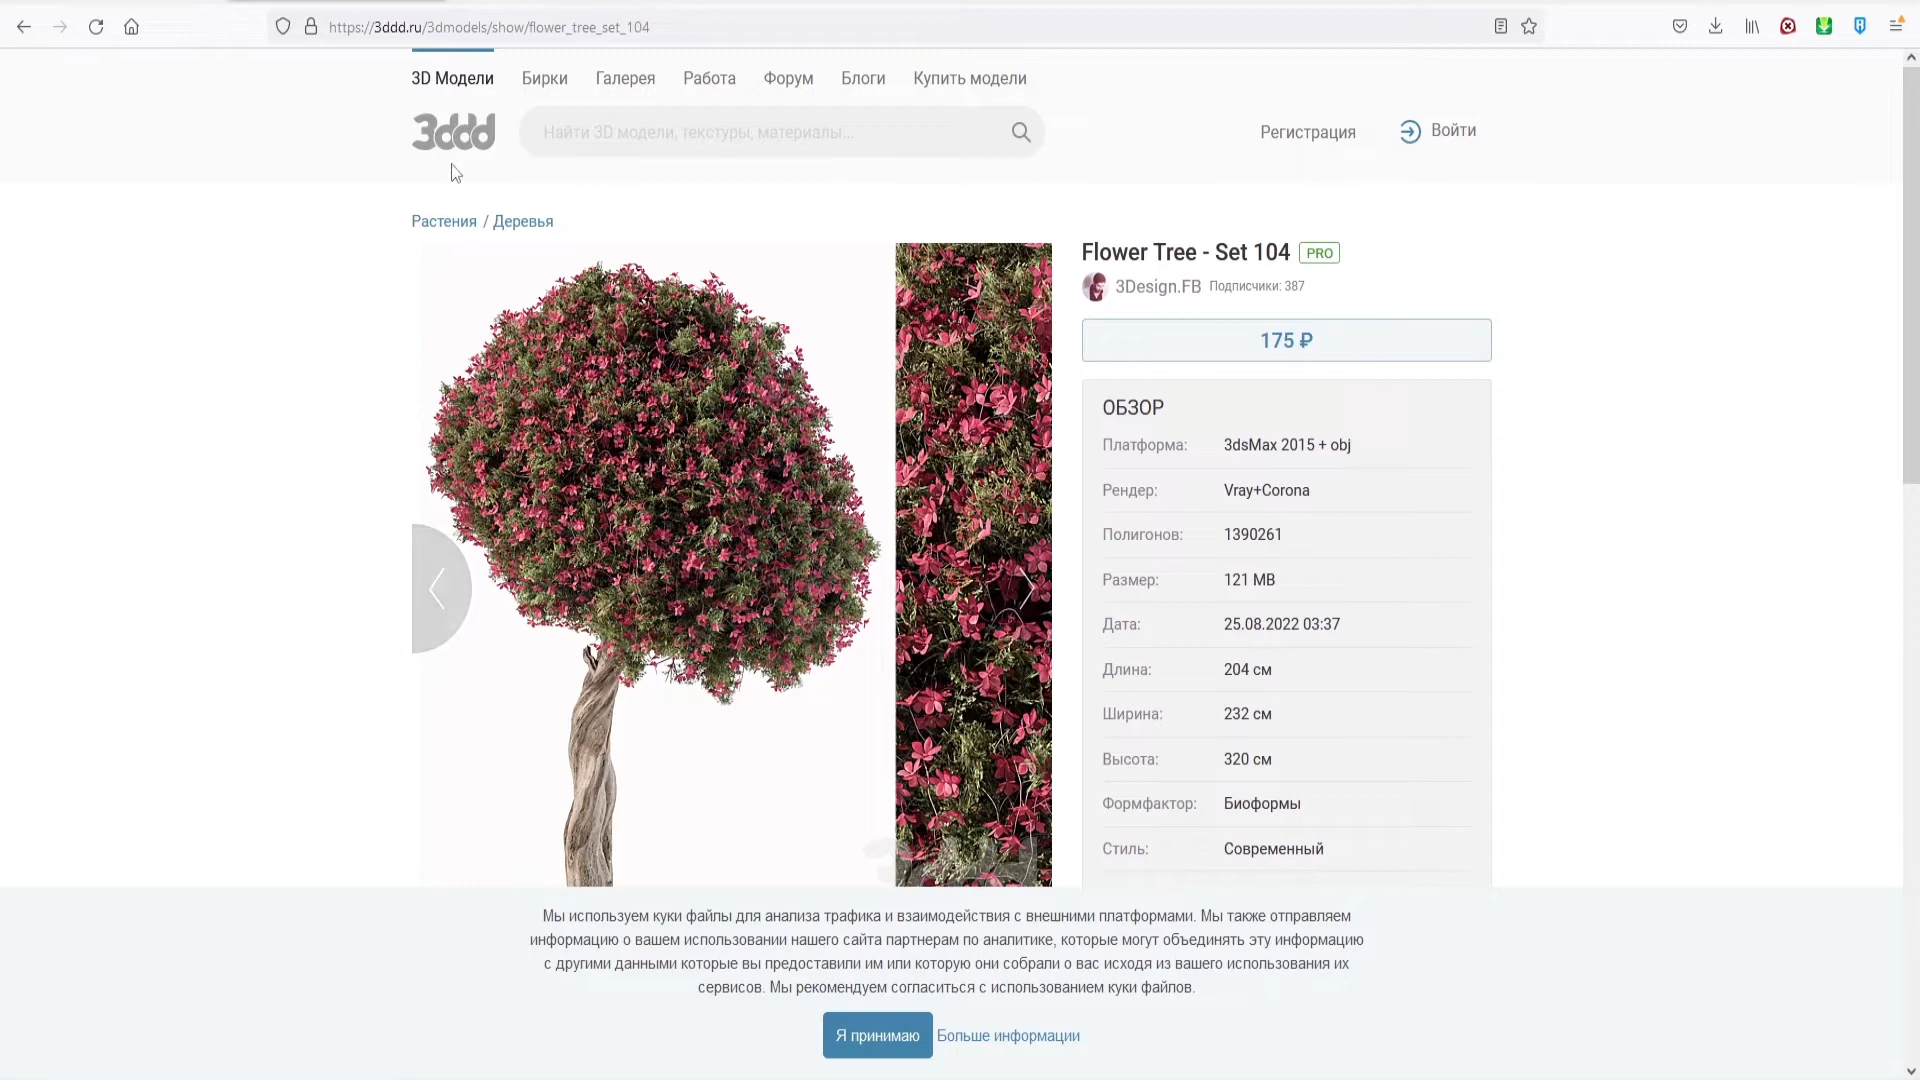 https://3ddd.ru/3dmodels/show/flower_tree_set_104
3D Модели Бирки Галерея Работа Форум Блоги Купить модели
3ddd Найти 3D модели, текстуры, материалы... Регистрация Войти
Растения / Деревья
Flower Tree - Set 104 PRO
3Design.FB Подписчики: 387
175 ₽
ОБЗОР
Платформа: 3dsMax 2015 + obj
Рендер: Vray+Corona
Полигонов: 1390261
Размер: 121 MB
Дата: 25.08.2022 03:37
Длина: 204 см
Ширина: 232 см
Высота: 320 см
Формфактор: Биоформы
Стиль: Современный
Мы используем куки файлы для анализа трафика и взаимодействия с внешними платформами. Мы также отправляем
информацию о вашем использовании нашего сайта партнерам по аналитике, которые могут объединять эту информацию
с другими данными которые вы предоставили им или которую они собрали о вас исходя из вашего использования их
сервисов. Мы рекомендуем согласиться с использованием куки файлов.
Я принимаю Больше информации